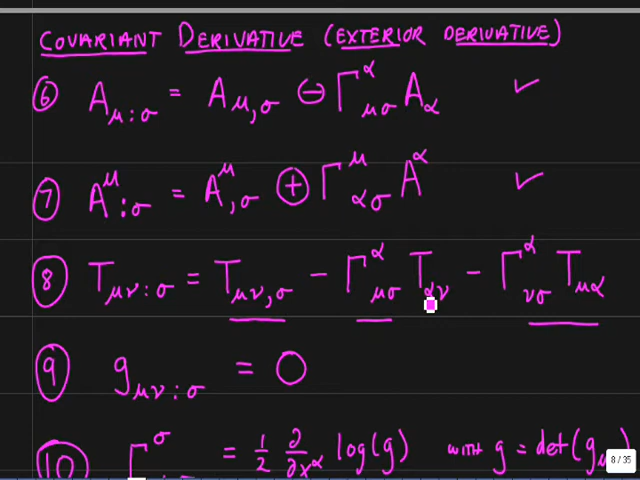 COVARIANT DERIVATIVE (EXTERIOR DERIVATIVE)
⑥ A_{μ:σ} = A_{μ,σ} ⊖ Γ^α_{μσ} A_α ✓
⑦ A^μ_{:σ} = A^μ_{,σ} ⊕ Γ^μ_{ασ} A^α ✓
⑧ T_{μν:σ} = T_{μν,σ} - Γ^α_{μσ} T_{αν} - Γ^α_{νσ} T_{μα}
⑨ g_{μν:σ} = 0
⑩ Γ^σ = 1/2 ∂/∂x^α log(g) with g = det(g_μ
8 / 35